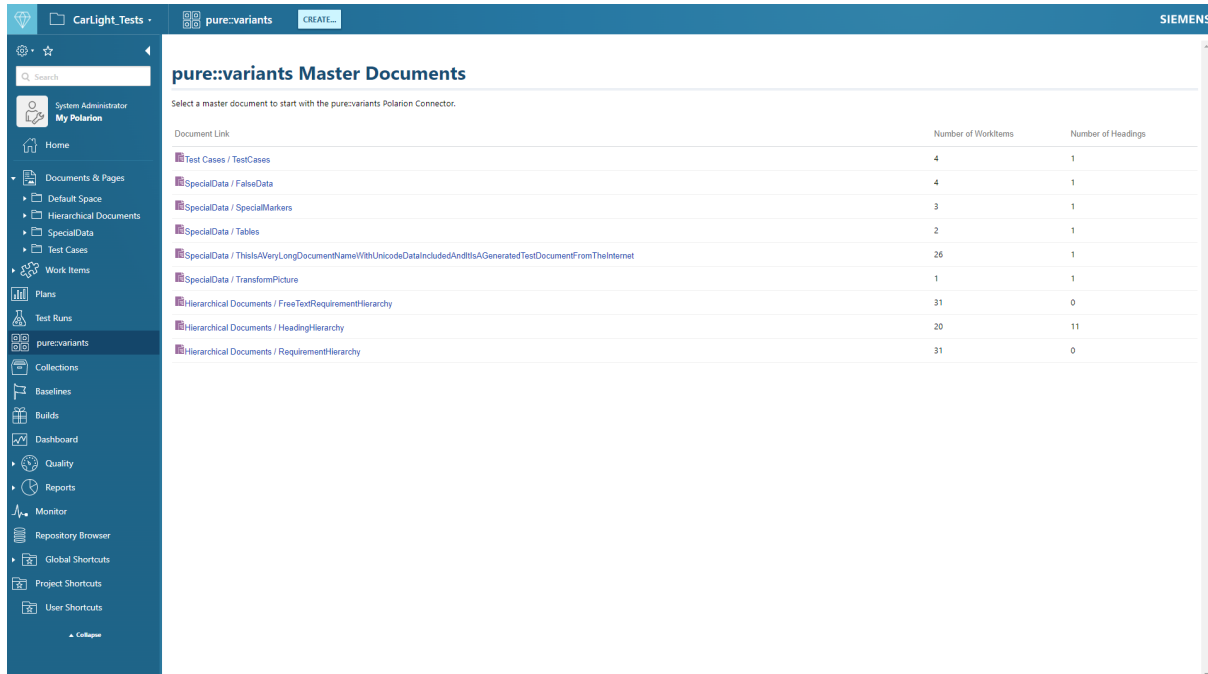 CarLight_Tests
pure::variants
CREATE...
SIEMENS
Search
System Administrator
My Polarion
Home
Documents & Pages
Default Space
Hierarchical Documents
SpecialData
Test Cases
Work Items
Plans
Test Runs
pure::variants
Collections
Baselines
Builds
Dashboard
Quality
Reports
Monitor
Repository Browser
Global Shortcuts
Project Shortcuts
User Shortcuts
Collapse
pure::variants Master Documents
Select a master document to start with the pure::variants Polarion Connector.
Document Link Number of WorkItems Number of Headings
Test Cases / TestCases 4 1
SpecialData / FalseData 4 1
SpecialData / SpecialMarkers 3 1
SpecialData / Tables 2 1
SpecialData / ThisIsAVeryLongDocumentNameWithUnicodeDataIncludedAndItIsAGeneratedTestDocumentFromTheInternet 26 1
SpecialData / TransformPicture 1 1
Hierarchical Documents / FreeTextRequirementHierarchy 31 0
Hierarchical Documents / HeadingHierarchy 20 11
Hierarchical Documents / RequirementHierarchy 31 0